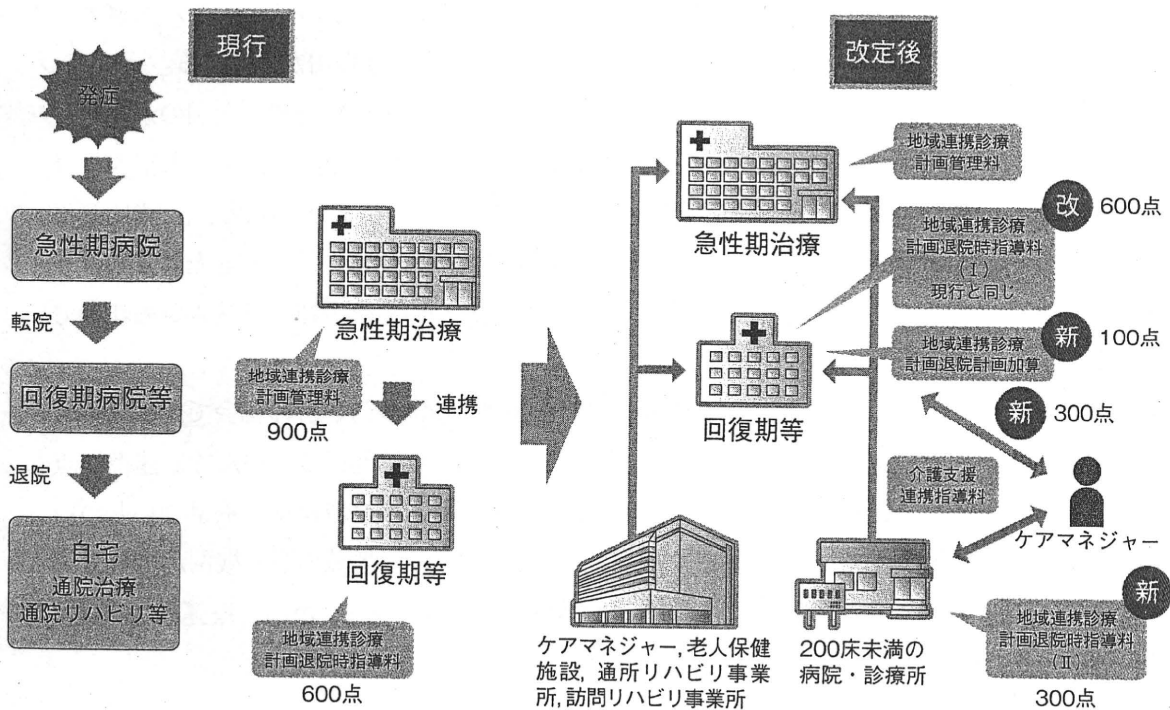 現行
発症
急性期病院
転院
回復期病院等
退院
自宅
通院治療
通院リハビリ等
急性期治療
地域連携診療
計画管理料
900点
連携
回復期等
地域連携診療
計画退院時指導料
600点
改定後
地域連携診療
計画管理料
急性期治療
改 600点
地域連携診療
計画退院時指導料
(Ⅰ)
現行と同じ
新 100点
地域連携診療
計画退院計画加算
回復期等
新 300点
介護支援
連携指導料
ケアマネジャー
ケアマネジャー, 老人保健
施設, 通所リハビリ事業
所, 訪問リハビリ事業所
200床未満の
病院・診療所
新
地域連携診療
計画退院時指導料
(Ⅱ)
300点